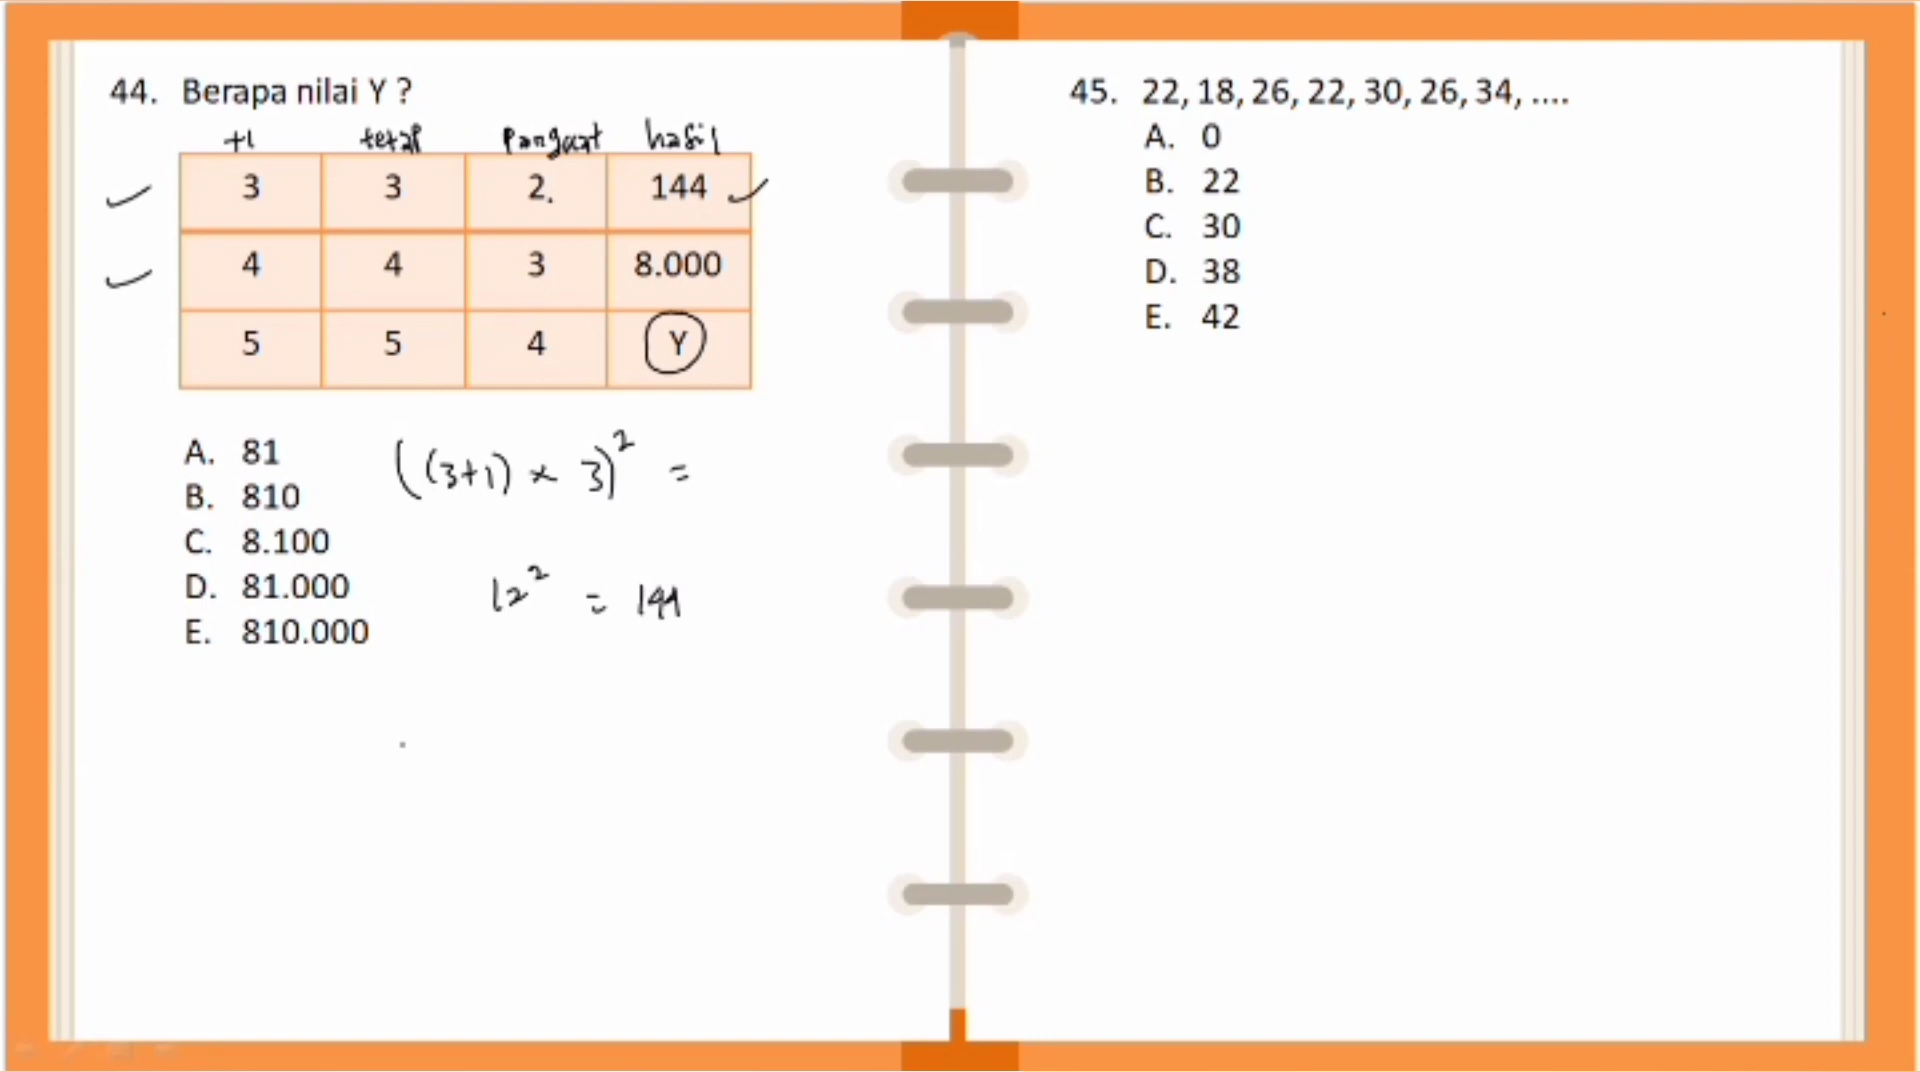 44. Berapa nilai Y ?
+1 tetap Pangkat hasil
3 3 2. 144
4 4 3 8.000
5 5 4 Y
A. 81
B. 810
C. 8.100
D. 81.000
E. 810.000
((3+1) × 3)² =
12² = 144
45. 22, 18, 26, 22, 30, 26, 34, ....
A. 0
B. 22
C. 30
D. 38
E. 42